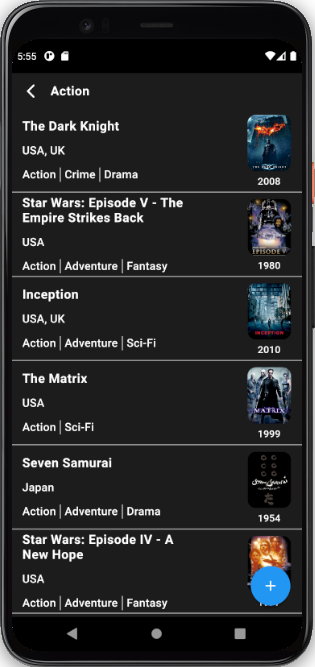 5:55
Action
The Dark Knight
USA, UK
Action | Crime | Drama
2008
Star Wars: Episode V - The
Empire Strikes Back
USA
Action | Adventure | Fantasy
EPISODE V
1980
Inception
USA, UK
Action | Adventure | Sci-Fi
INCEPTION
2010
The Matrix
USA
Action | Sci-Fi
MATRIX
1999
Seven Samurai
Japan
Action | Adventure | Drama
Seven Samurai
1954
Star Wars: Episode IV - A
New Hope
USA
Action | Adventure | Fantasy
+